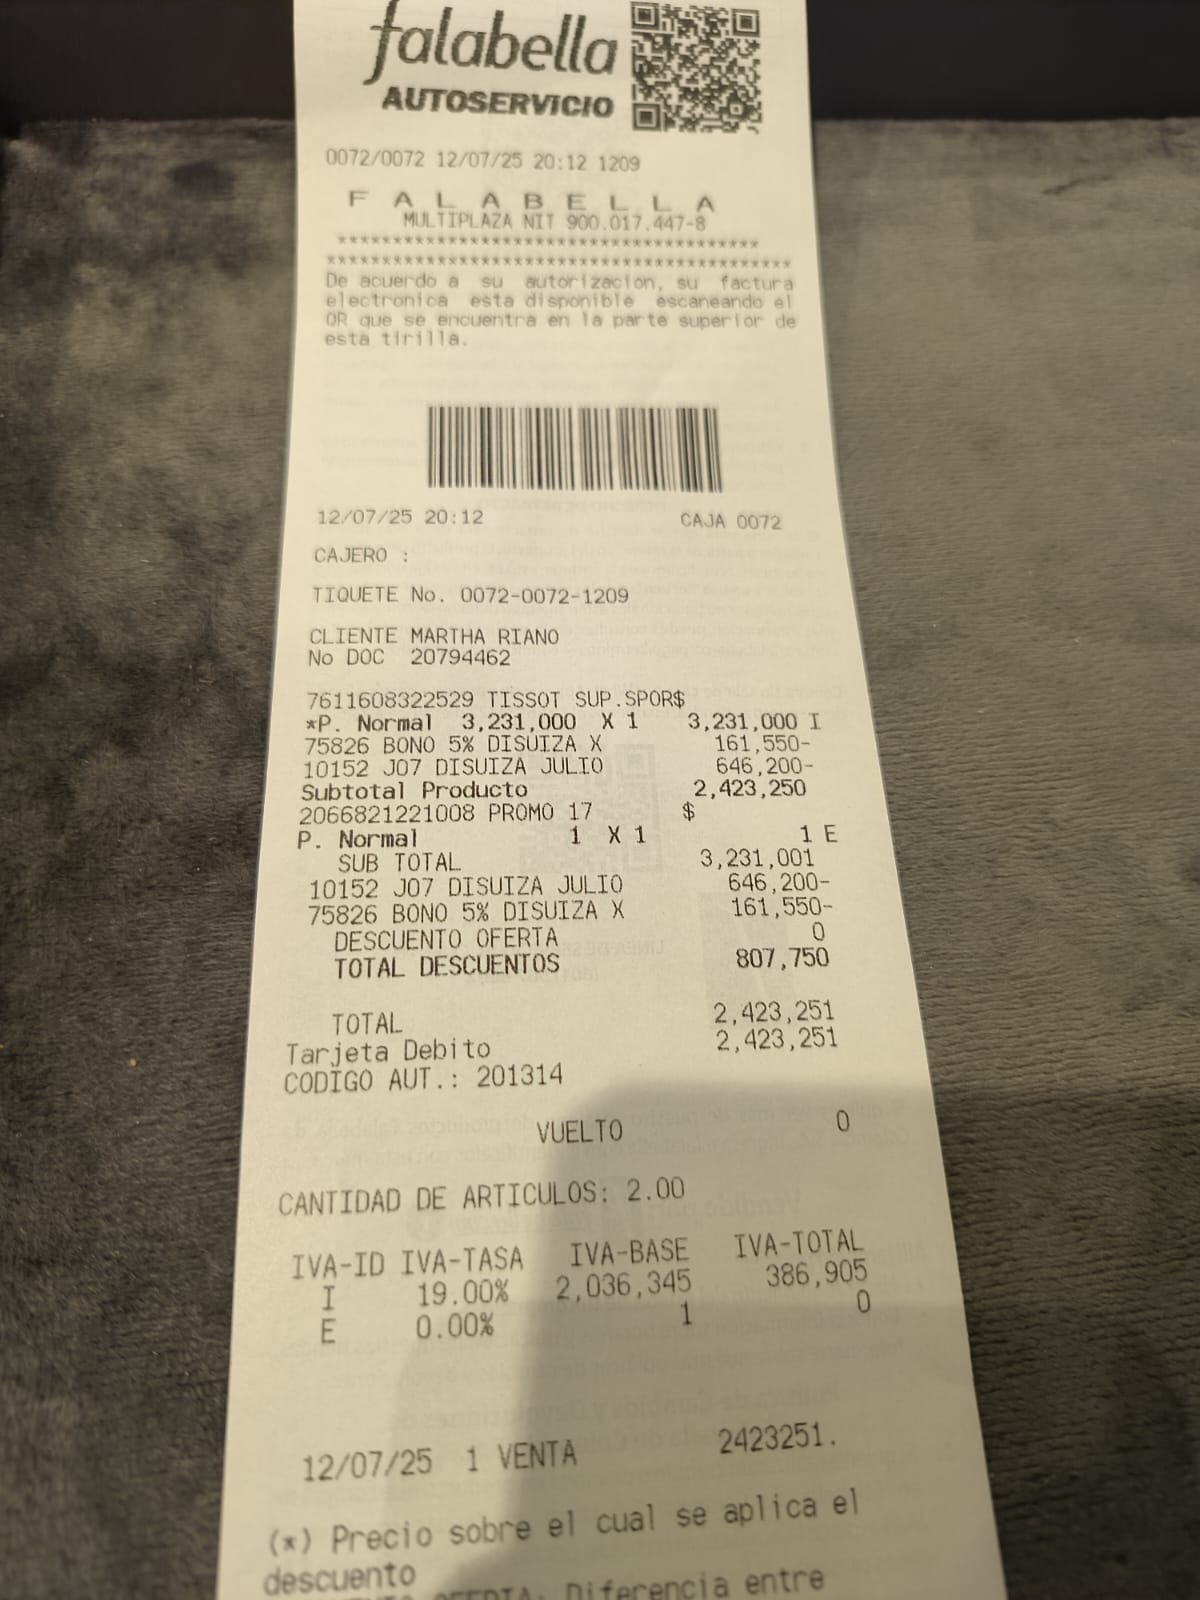 falabella
AUTOSERVICIO
0072/0072 12/07/25 20:12 1209
F A L A B E L L A
MULTIPLAZA NIT 900.017.447-8
****************************************
********************************************
De acuerdo a su autorizacion, su factura
electronica esta disponible escaneando el
QR que se encuentra en la parte superior de
esta tirilla.
12/07/25 20:12 CAJA 0072
CAJERO :
TIQUETE No. 0072-0072-1209
CLIENTE MARTHA RIANO
No DOC 20794462
7611608322529 TISSOT SUP.SPOR$
*P. Normal 3,231,000 X 1 3,231,000 I
75826 BONO 5% DISUIZA X 161,550-
10152 J07 DISUIZA JULIO 646,200-
Subtotal Producto 2,423,250
2066821221008 PROMO 17 $
P. Normal 1 X 1 1 E
SUB TOTAL 3,231,001
10152 J07 DISUIZA JULIO 646,200-
75826 BONO 5% DISUIZA X 161,550-
DESCUENTO OFERTA 0
TOTAL DESCUENTOS 807,750
TOTAL 2,423,251
Tarjeta Debito 2,423,251
CODIGO AUT.: 201314
VUELTO 0
CANTIDAD DE ARTICULOS: 2.00
IVA-ID IVA-TASA IVA-BASE IVA-TOTAL
I 19.00% 2,036,345 386,905
E 0.00% 1 0
12/07/25 1 VENTA 2423251.
(*) Precio sobre el cual se aplica el
descuento
Diferencia entre